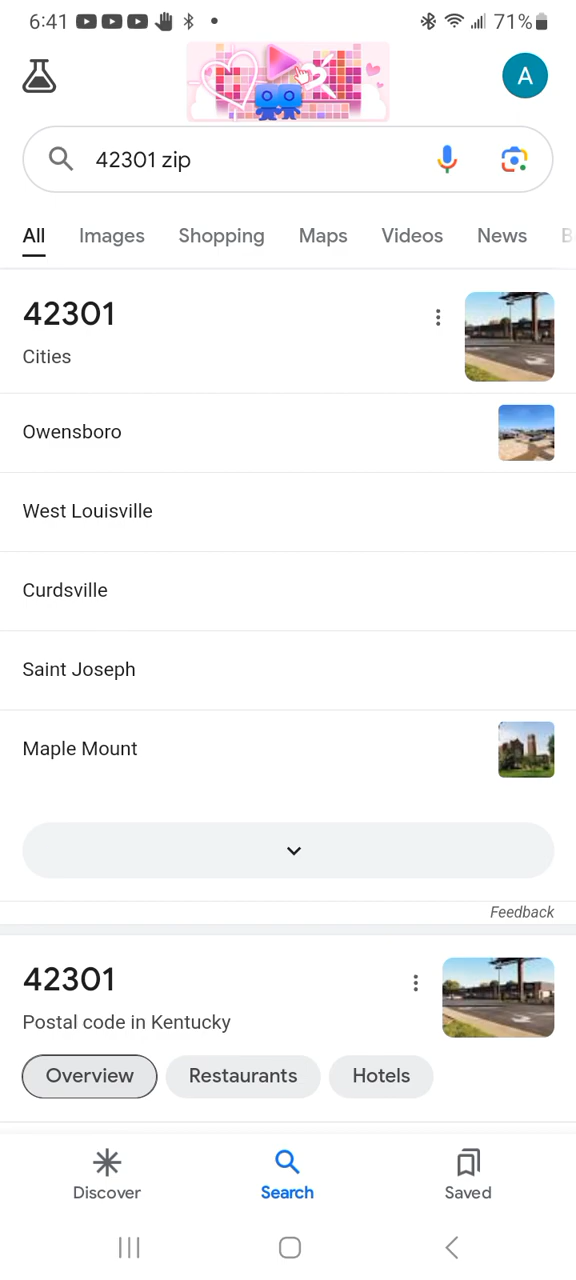 6:41 71%
A
42301 zip
All Images Shopping Maps Videos News B
42301
Cities
Owensboro
West Louisville
Curdsville
Saint Joseph
Maple Mount
Feedback
42301
Postal code in Kentucky
Overview Restaurants Hotels
Discover Search Saved